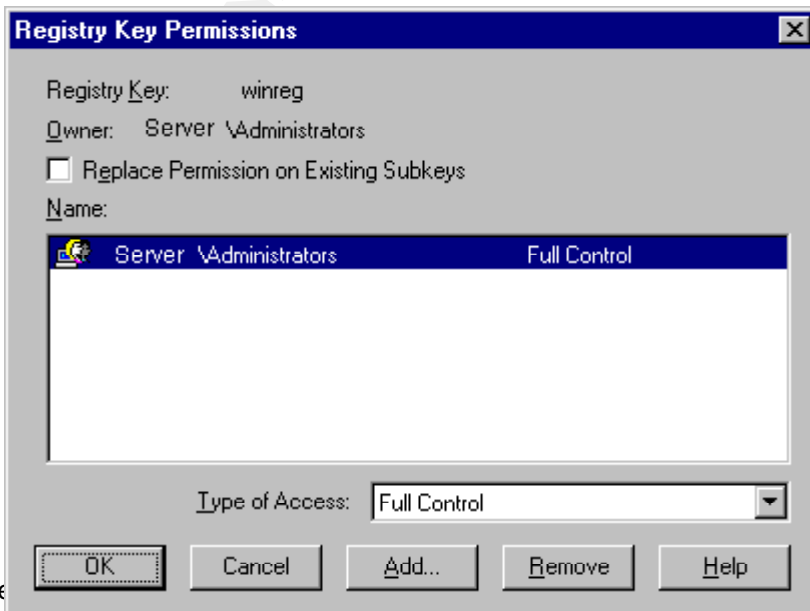 Registry Key Permissions
Registry Key: winreg
Owner: Server \Administrators
Replace Permission on Existing Subkeys
Name:
Server \Administrators Full Control
Type of Access: Full Control
OK Cancel Add... Remove Help